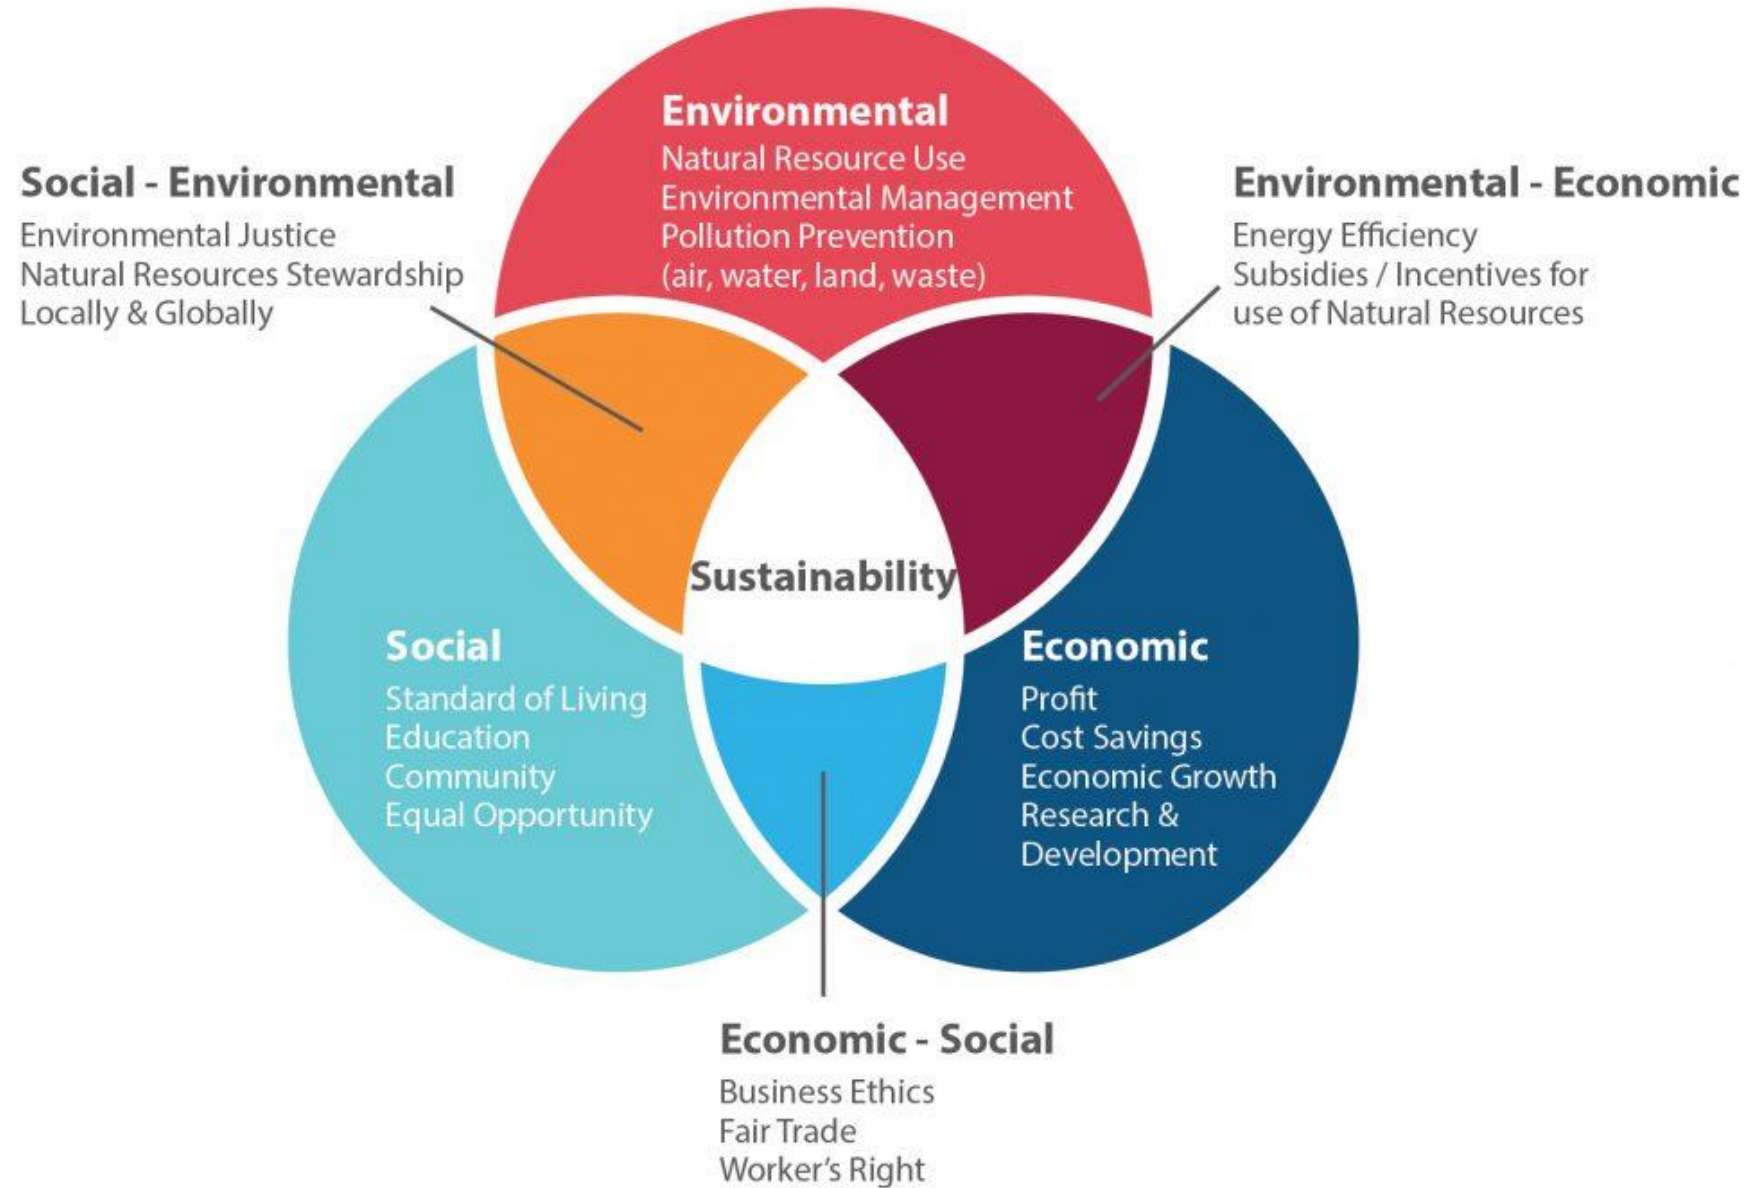 Environmental
Natural Resource Use
Environmental Management
Pollution Prevention
(air, water, land, waste)
Social - Environmental
Environmental Justice
Natural Resources Stewardship
Locally & Globally
Environmental - Economic
Energy Efficiency
Subsidies / Incentives for
use of Natural Resources
Sustainability
Social
Standard of Living
Education
Community
Equal Opportunity
Economic
Profit
Cost Savings
Economic Growth
Research &
Development
Economic - Social
Business Ethics
Fair Trade
Worker’s Right